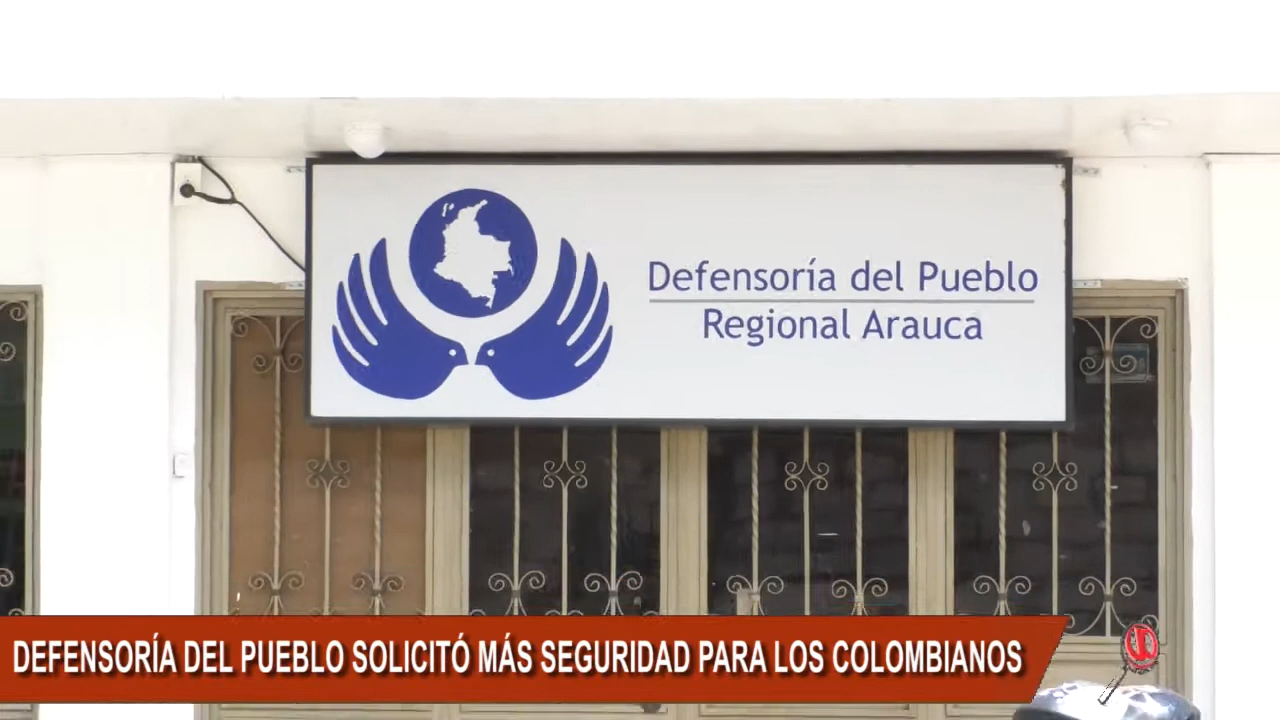 Defensoría del Pueblo
Regional Arauca
DEFENSORÍA DEL PUEBLO SOLICITÓ MÁS SEGURIDAD PARA LOS COLOMBIANOS